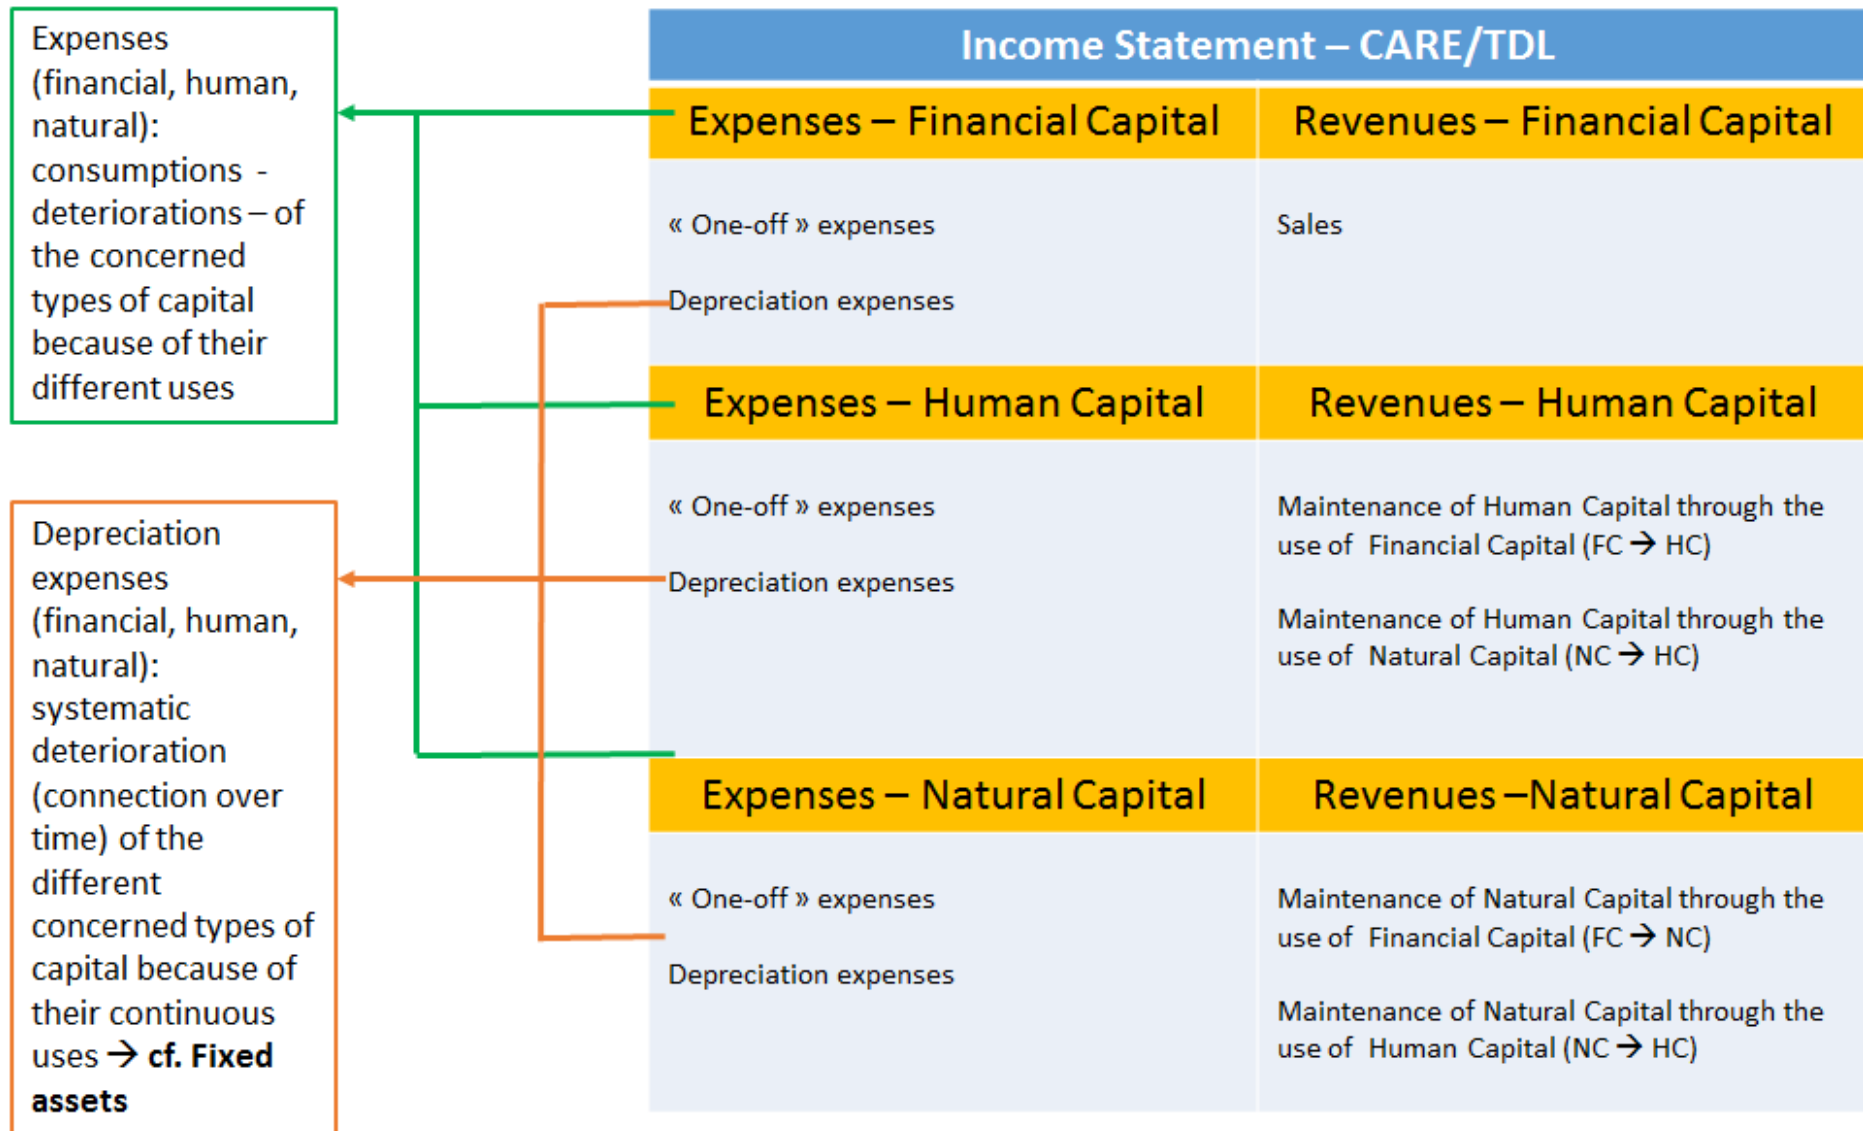 Expenses
(financial, human,
natural):
consumptions -
deteriorations – of
the concerned
types of capital
because of their
different uses
Depreciation
expenses
(financial, human,
natural):
systematic
deterioration
(connection over
time) of the
different
concerned types of
capital because of
their continuous
uses → cf. Fixed
assets
Income Statement – CARE/TDL
Expenses – Financial Capital
Revenues – Financial Capital
« One-off » expenses
Sales
Depreciation expenses
Expenses – Human Capital
Revenues – Human Capital
« One-off » expenses
Depreciation expenses
Maintenance of Human Capital through the
use of Financial Capital (FC → HC)
Maintenance of Human Capital through the
use of Natural Capital (NC → HC)
Expenses – Natural Capital
Revenues –Natural Capital
« One-off » expenses
Depreciation expenses
Maintenance of Natural Capital through the
use of Financial Capital (FC → NC)
Maintenance of Natural Capital through the
use of Human Capital (NC → HC)